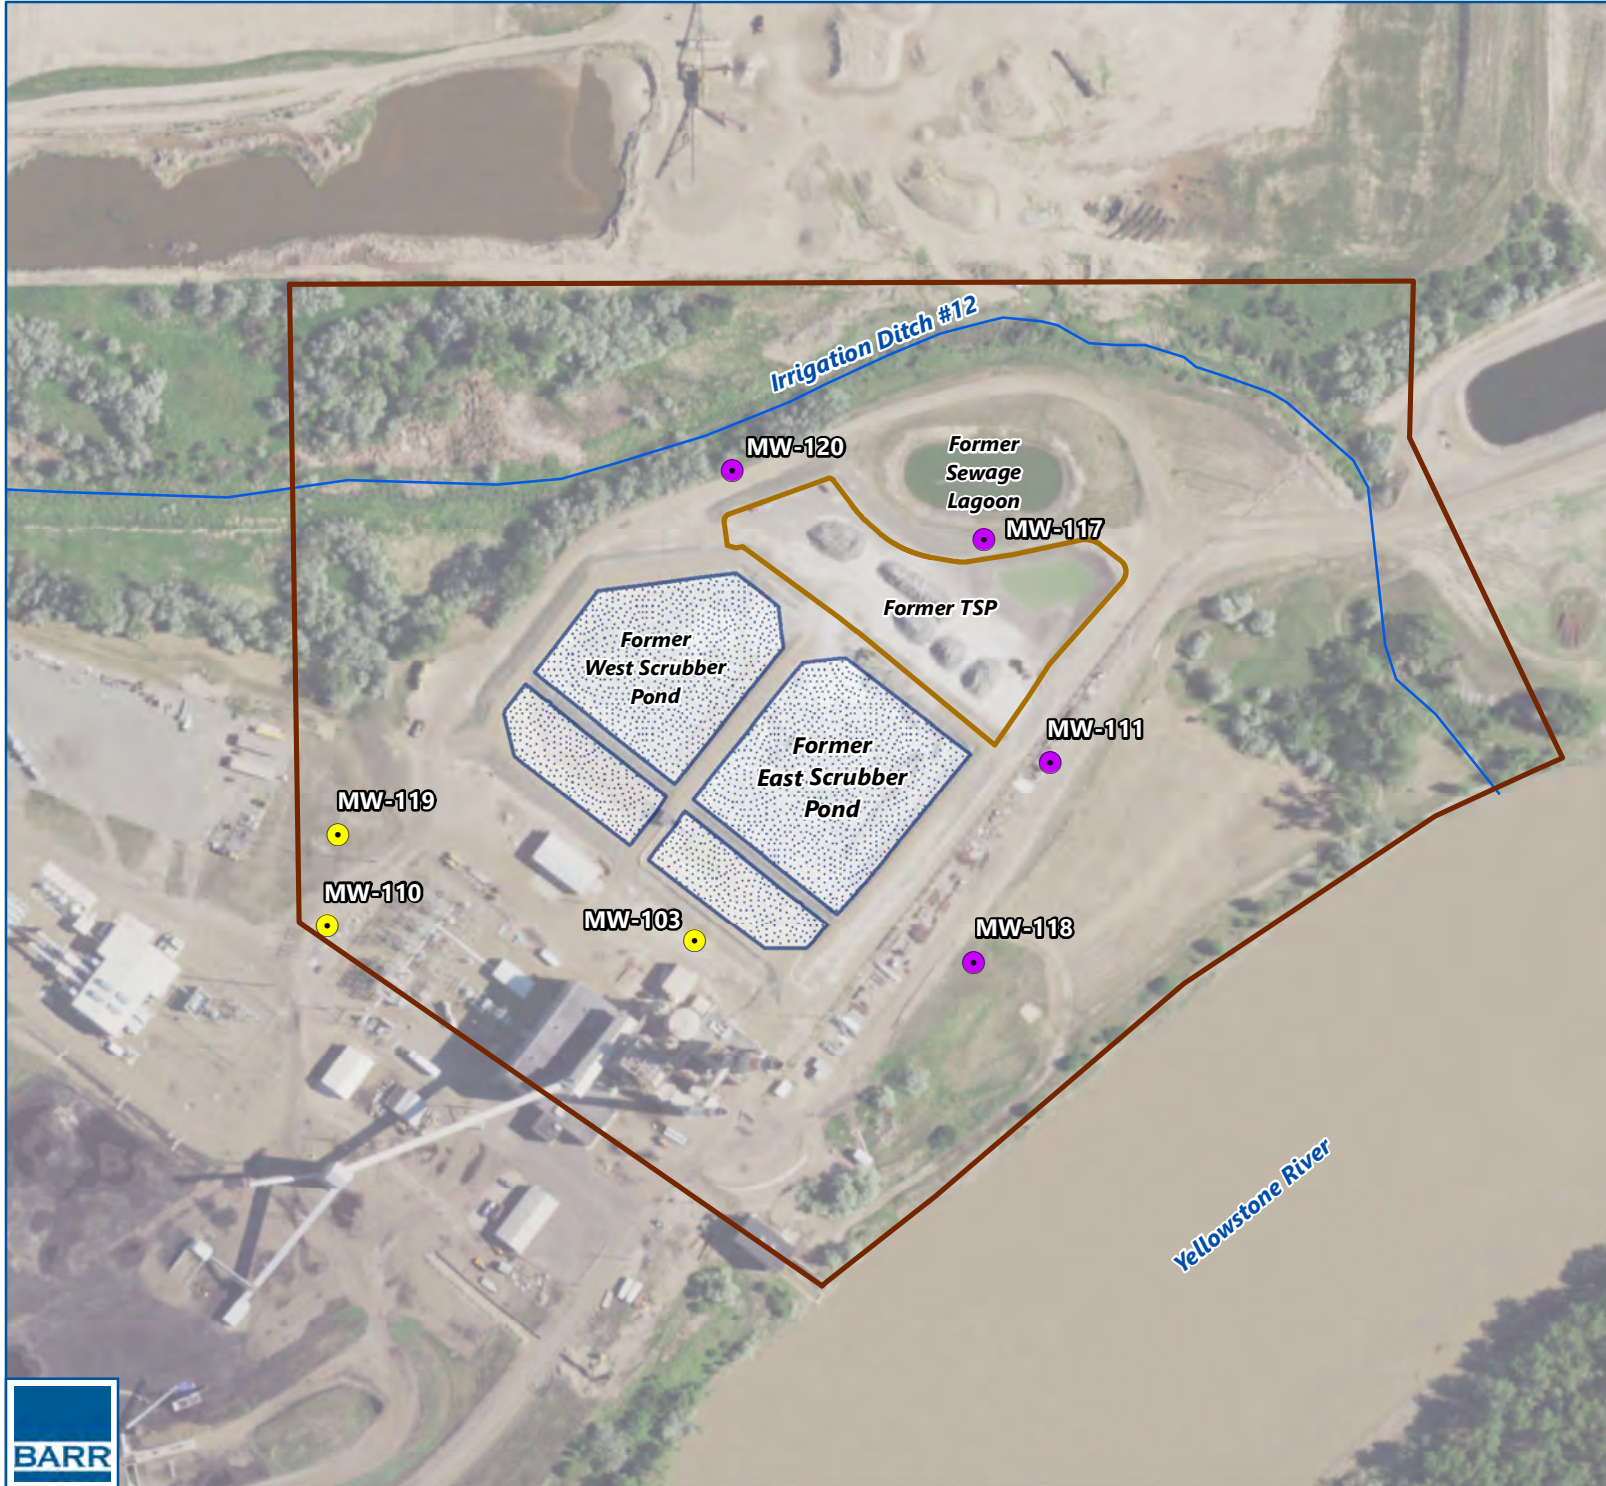 Irrigation Ditch #12
MW-120
Former
Sewage
Lagoon
MW-117
Former TSP
Former
West Scrubber
Pond
MW-111
Former
East Scrubber
Pond
MW-119
MW-110
MW-103
MW-118
Yellowstone River
BARR